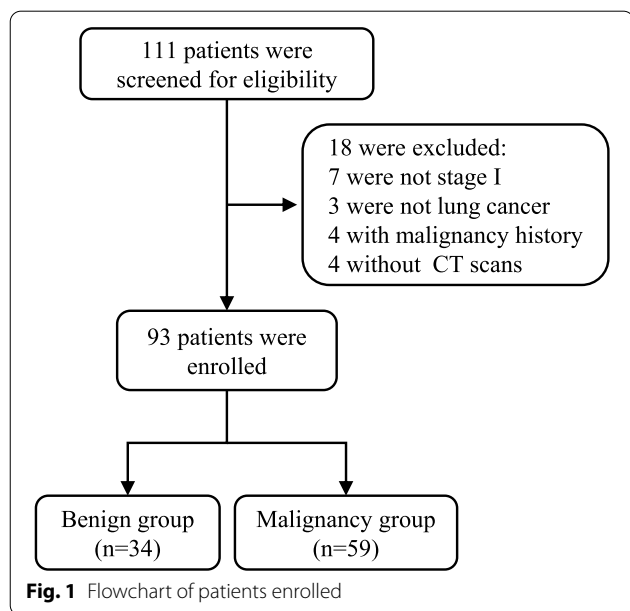 111 patients were
screened for eligibility
18 were excluded:
7 were not stage I
3 were not lung cancer
4 with malignancy history
4 without CT scans
93 patients were
enrolled
Benign group
(n=34)
Malignancy group
(n=59)
Fig. 1 Flowchart of patients enrolled